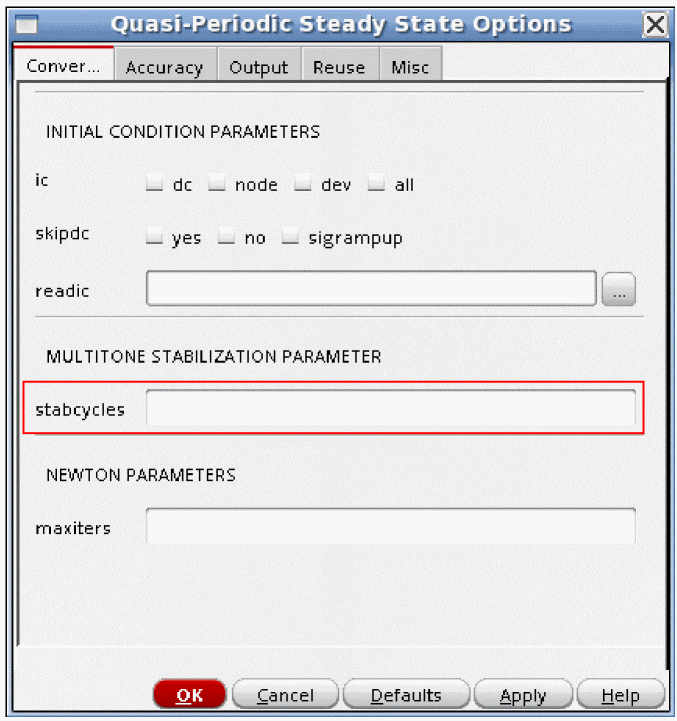 Quasi-Periodic Steady State Options
Conver... Accuracy Output Reuse Misc
INITIAL CONDITION PARAMETERS
ic dc node dev all
skipdc yes no sigrampup
readic ...
MULTITONE STABILIZATION PARAMETER
stabcycles
NEWTON PARAMETERS
maxiters
OK Cancel Defaults Apply Help